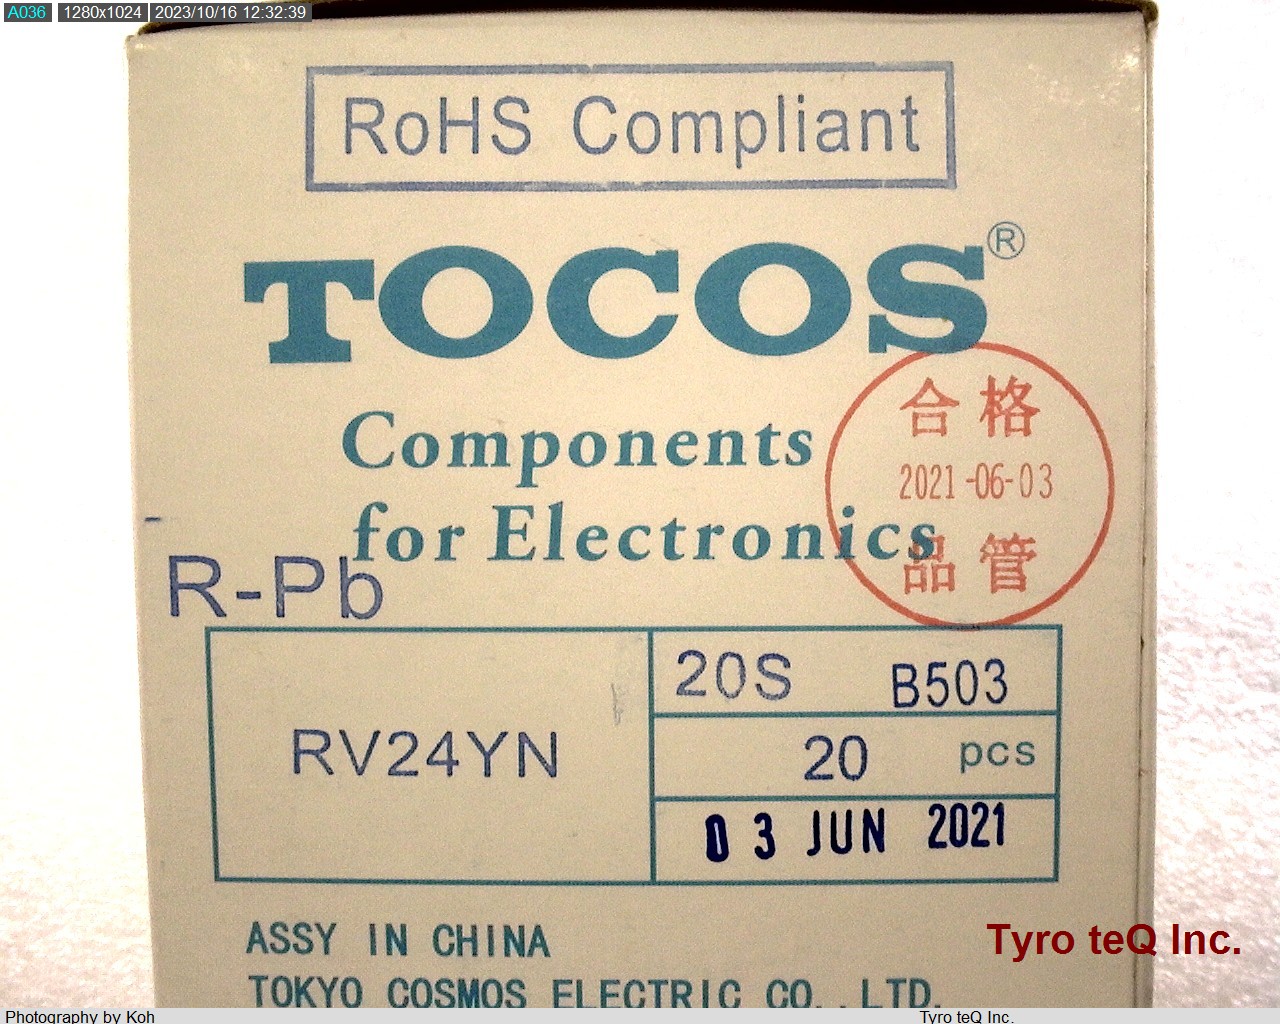 A036 1280x1024 2023/10/16 12:32:39
RoHS Compliant
TOCOS®
Components
for Electronics
合格
2021-06-03
品管
R-Pb
RV24YN
20S B503
20 pcs
03 JUN 2021
ASSY IN CHINA
TOKYO COSMOS ELECTRIC CO.,LTD.
Tyro teQ Inc.
Photography by Koh
Tyro teQ Inc.